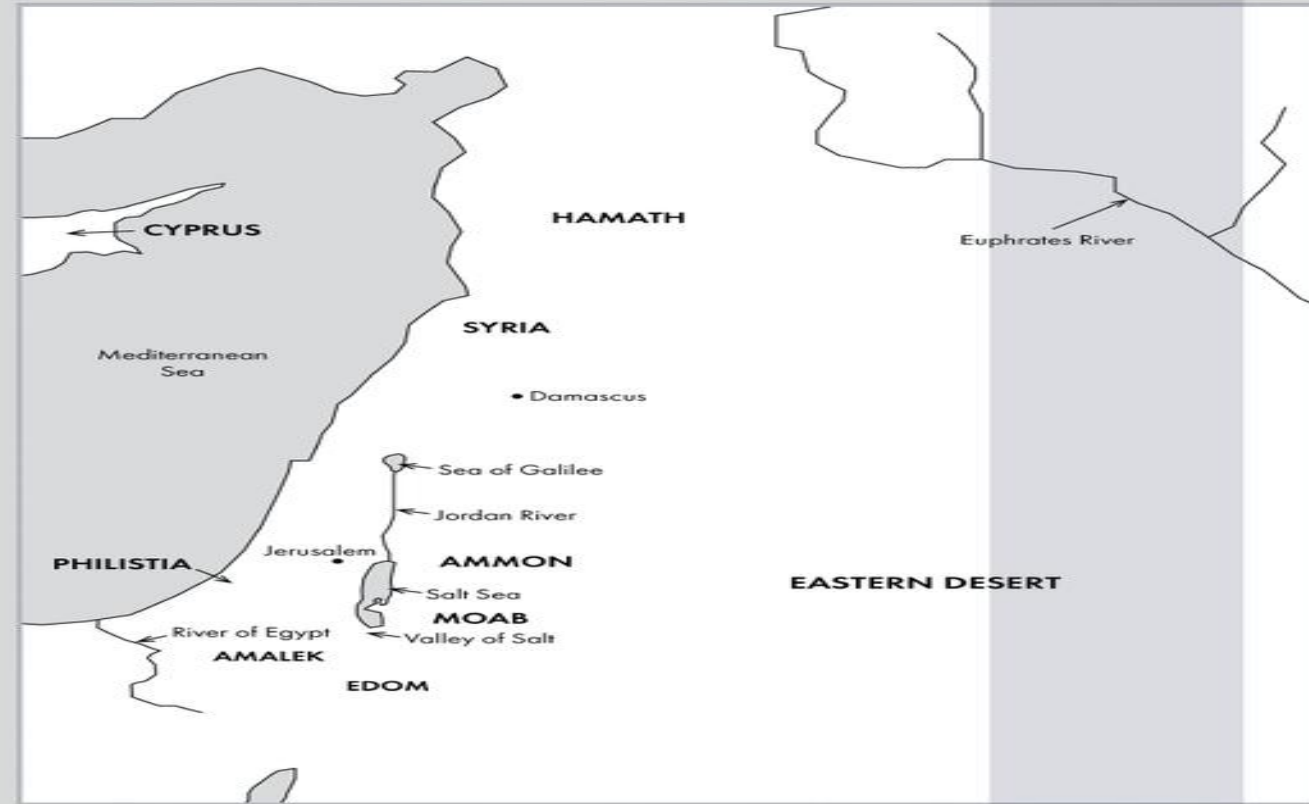 HAMATH
CYPRUS
Euphrates River
SYRIA
Mediterranean
Sea
Damascus
Sea of Galilee
Jordan River
Jerusalem
PHILISTIA
AMMON
EASTERN DESERT
Salt Sea
MOAB
River of Egypt
Valley of Salt
AMALEK
EDOM